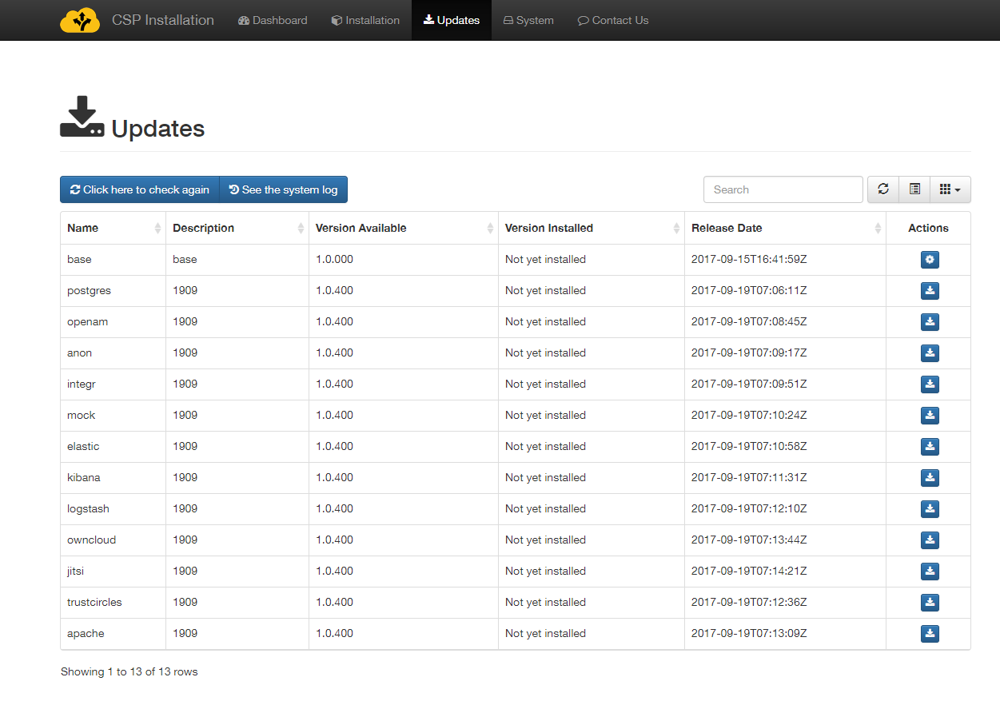 CSP Installation Dashboard Installation Updates System Contact Us
Updates
Click here to check again See the system log Search
Name Description Version Available Version Installed Release Date Actions
base base 1.0.000 Not yet installed 2017-09-15T16:41:59Z
postgres 1909 1.0.400 Not yet installed 2017-09-19T07:06:11Z
openam 1909 1.0.400 Not yet installed 2017-09-19T07:08:45Z
anon 1909 1.0.400 Not yet installed 2017-09-19T07:09:17Z
integr 1909 1.0.400 Not yet installed 2017-09-19T07:09:51Z
mock 1909 1.0.400 Not yet installed 2017-09-19T07:10:24Z
elastic 1909 1.0.400 Not yet installed 2017-09-19T07:10:58Z
kibana 1909 1.0.400 Not yet installed 2017-09-19T07:11:31Z
logstash 1909 1.0.400 Not yet installed 2017-09-19T07:12:10Z
owncloud 1909 1.0.400 Not yet installed 2017-09-19T07:13:44Z
jitsi 1909 1.0.400 Not yet installed 2017-09-19T07:14:21Z
trustcircles 1909 1.0.400 Not yet installed 2017-09-19T07:12:36Z
apache 1909 1.0.400 Not yet installed 2017-09-19T07:13:09Z
Showing 1 to 13 of 13 rows